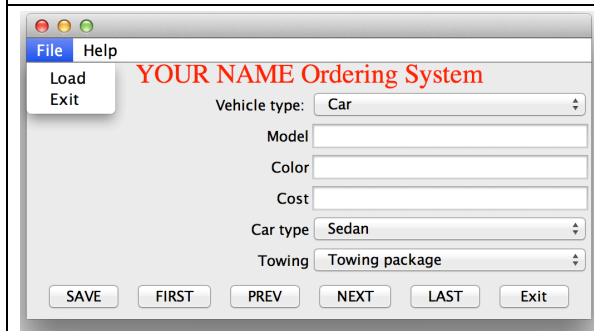 File Help
Load
Exit
YOUR NAME Ordering System
Vehicle type: Car
Model
Color
Cost
Car type Sedan
Towing Towing package
SAVE FIRST PREV NEXT LAST Exit